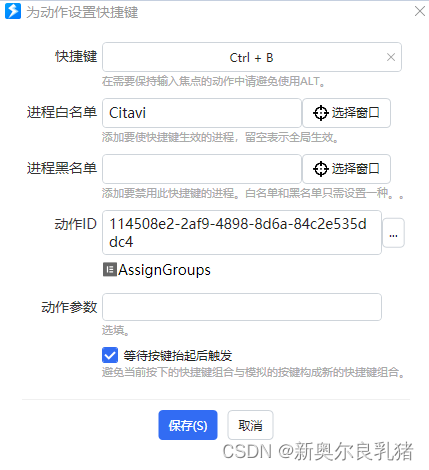 为动作设置快捷键
快捷键
Ctrl + B
在需要保持输入焦点的动作中请避免使用ALT。
进程白名单
Citavi
选择窗口
添加要使快捷键生效的进程，留空表示全局生效。
进程黑名单
选择窗口
添加要禁用此快捷键的进程。白名单和黑名单只需设置一种。。
动作ID
114508e2-2af9-4898-8d6a-84c2e535d
dc4
...
AssignGroups
动作参数
选填。
等待按键抬起后触发
避免当前按下的快捷键组合与模拟的按键构成新的快捷键组合。
保存(S)
取消
CSDN @新奥尔良乳猪